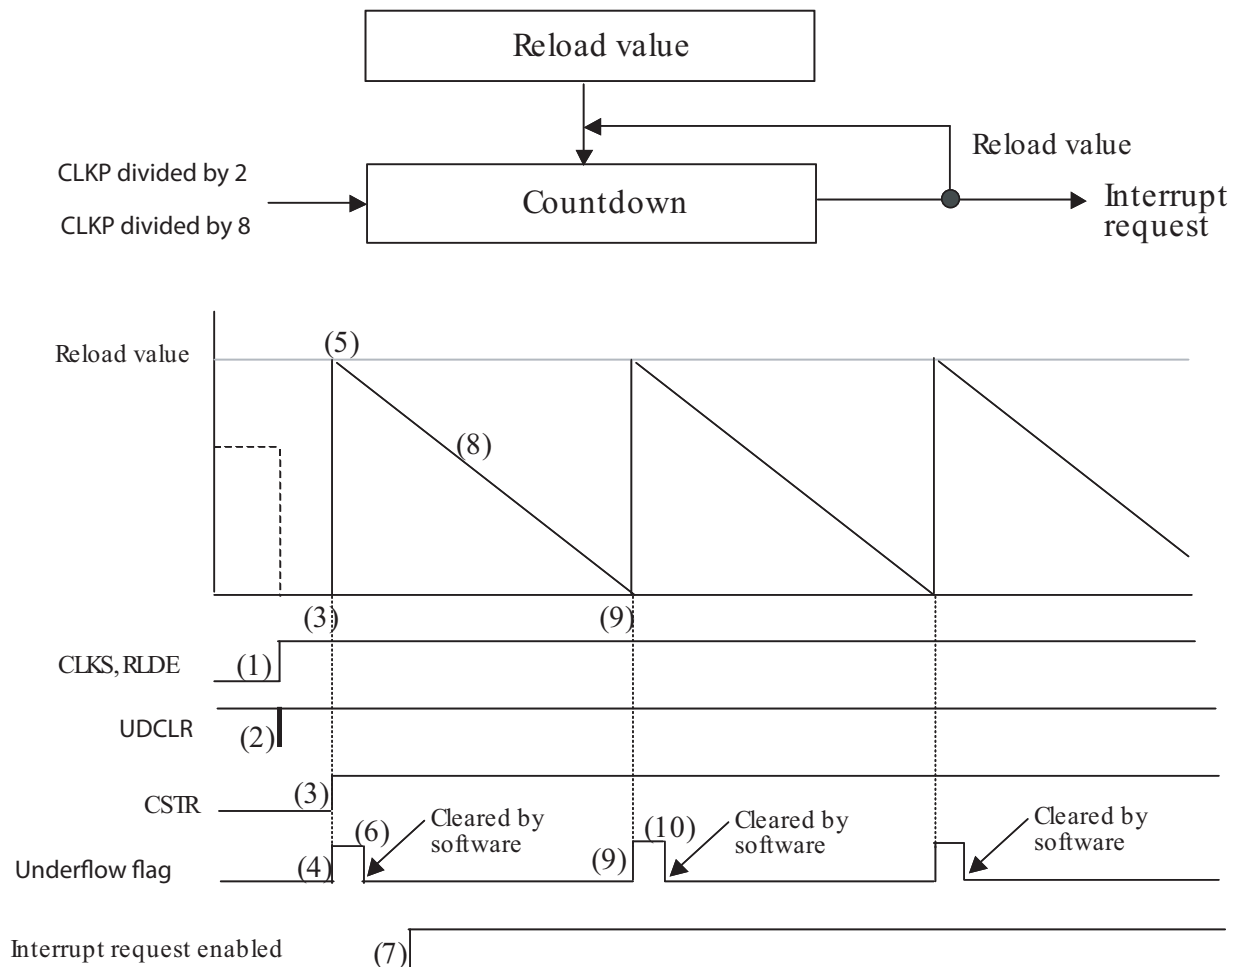 Reload value
Reload value
CLKP divided by 2
Countdown
Interrupt
request
CLKP divided by 8
Reload value
(5)
(8)
(3)
(9)
CLKS, RLDE
(1)
UDCLR
(2)
CSTR
(3)
(6)
Cleared by
software
(10)
Cleared by
software
Cleared by
software
Underflow flag
(4)
(9)
Interrupt request enabled
(7)